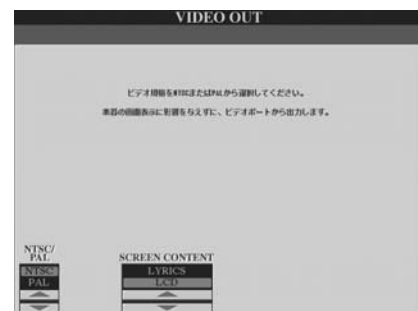 VIDEO OUT
ビデオ規格をNTSCまたはPALから選択してください。
本器の画面表示に影響を与えずに、ビデオポートから出力します。
NTSC/
PAL
NTSC
PAL
SCREEN CONTENT
LYRICS
LCD